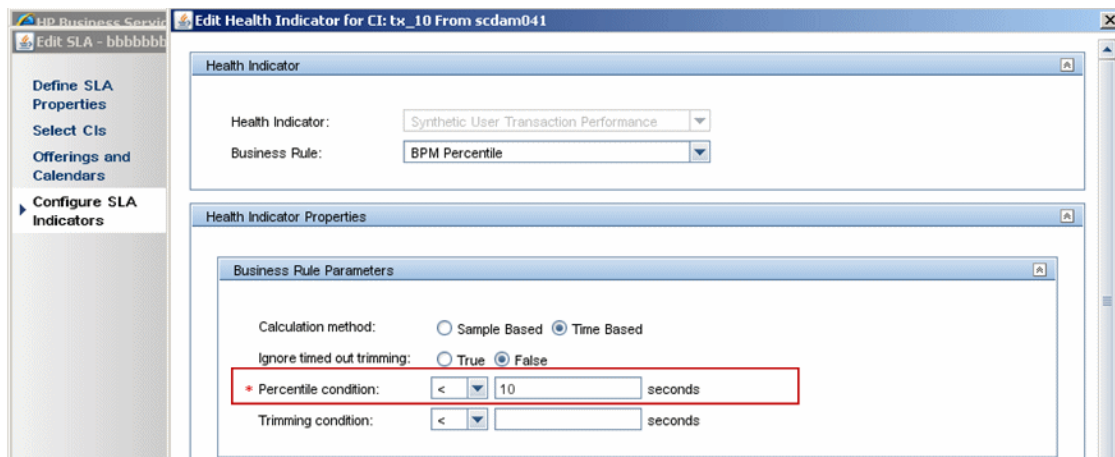 HP Business Servic
Edit SLA - bbbbbbb
Define SLA
Properties
Select CIs
Offerings and
Calendars
Configure SLA
Indicators
Edit Health Indicator for CI: tx_10 From scdam041
Health Indicator
Health Indicator: Synthetic User Transaction Performance
Business Rule: BPM Percentile
Health Indicator Properties
Business Rule Parameters
Calculation method: Sample Based Time Based
Ignore timed out trimming: True False
* Percentile condition: < 10 seconds
Trimming condition: < seconds